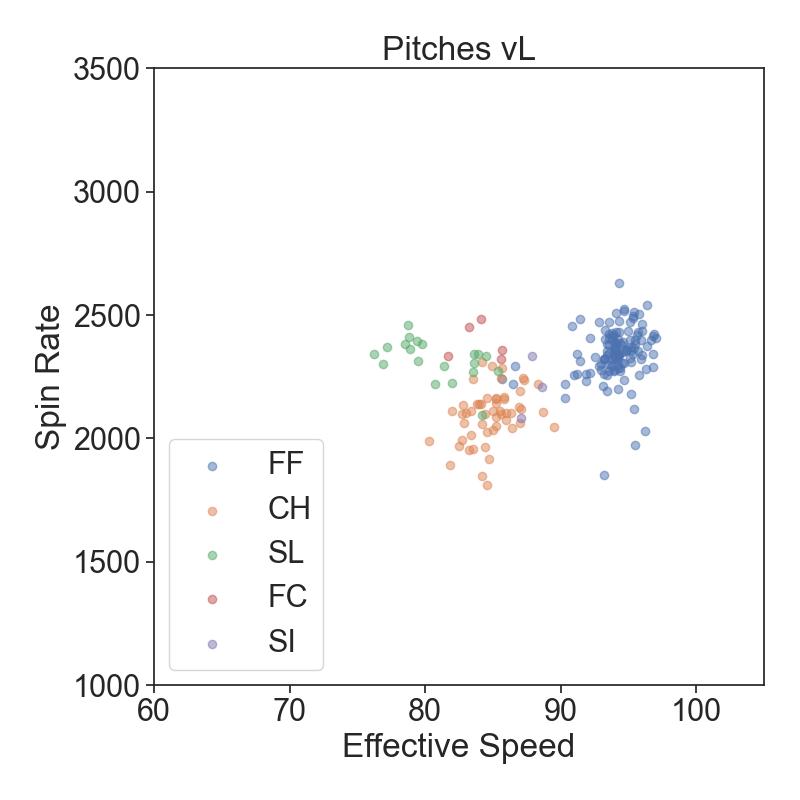 Pitches vL
3500
3000
2500
2000
1500
1000
Spin Rate
FF
CH
SL
FC
SI
60 70 80 90 100
Effective Speed